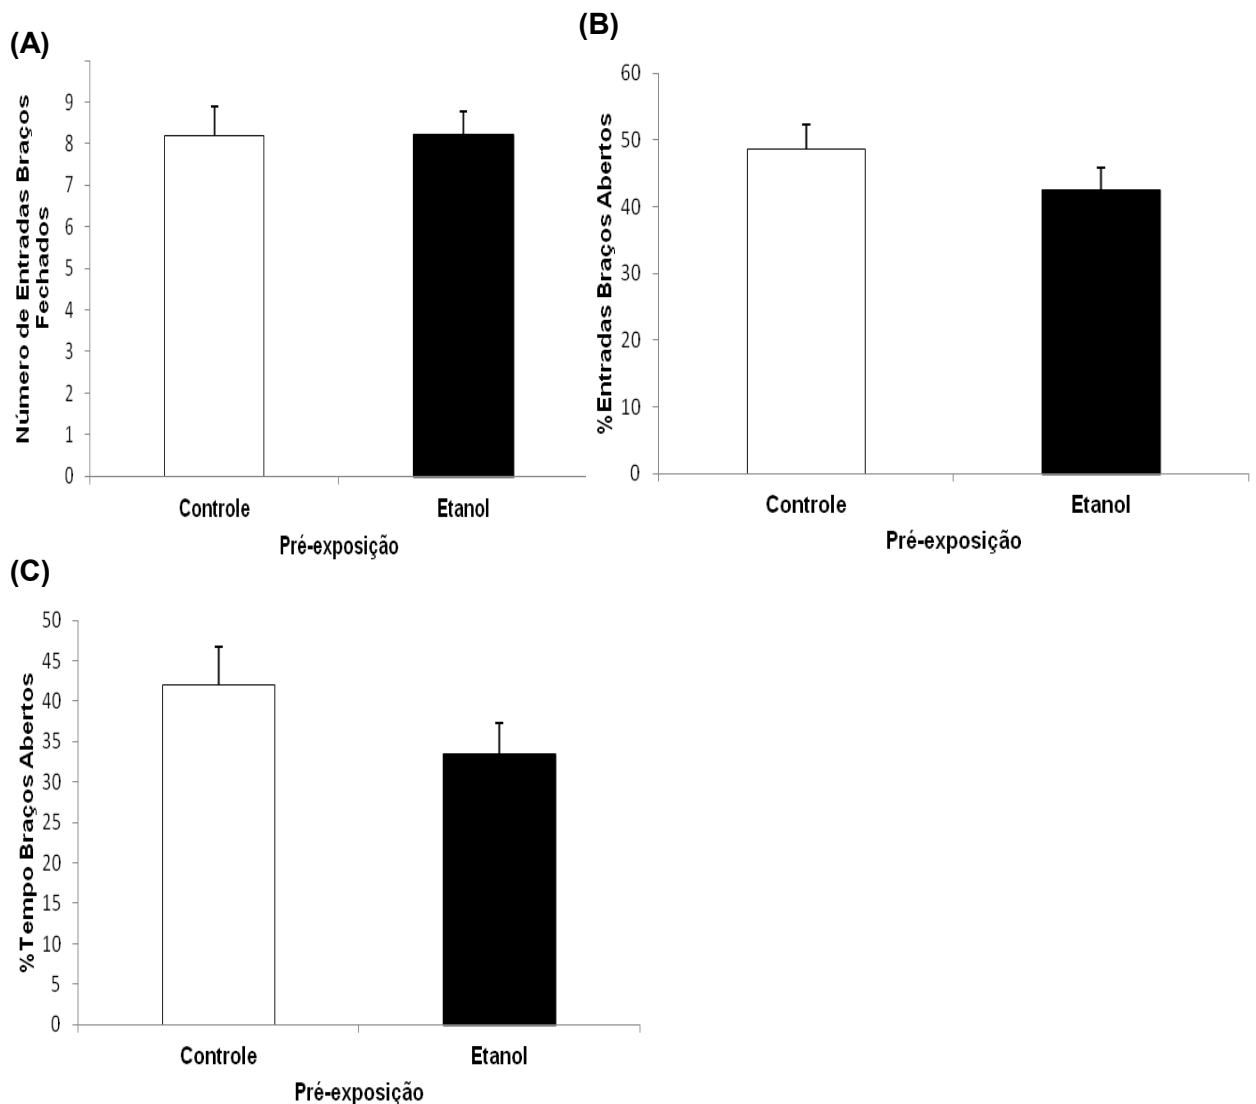 (A)
Número de Entradas Braços
Fechados
9
8
7
6
5
4
3
2
1
0
Controle
Etanol
Pré-exposição
(B)
%Entradas Braços Abertos
60
50
40
30
20
10
0
Controle
Etanol
Pré-exposição
(C)
%Tempo Braços Abertos
50
45
40
35
30
25
20
15
10
5
0
Controle
Etanol
Pré-exposição